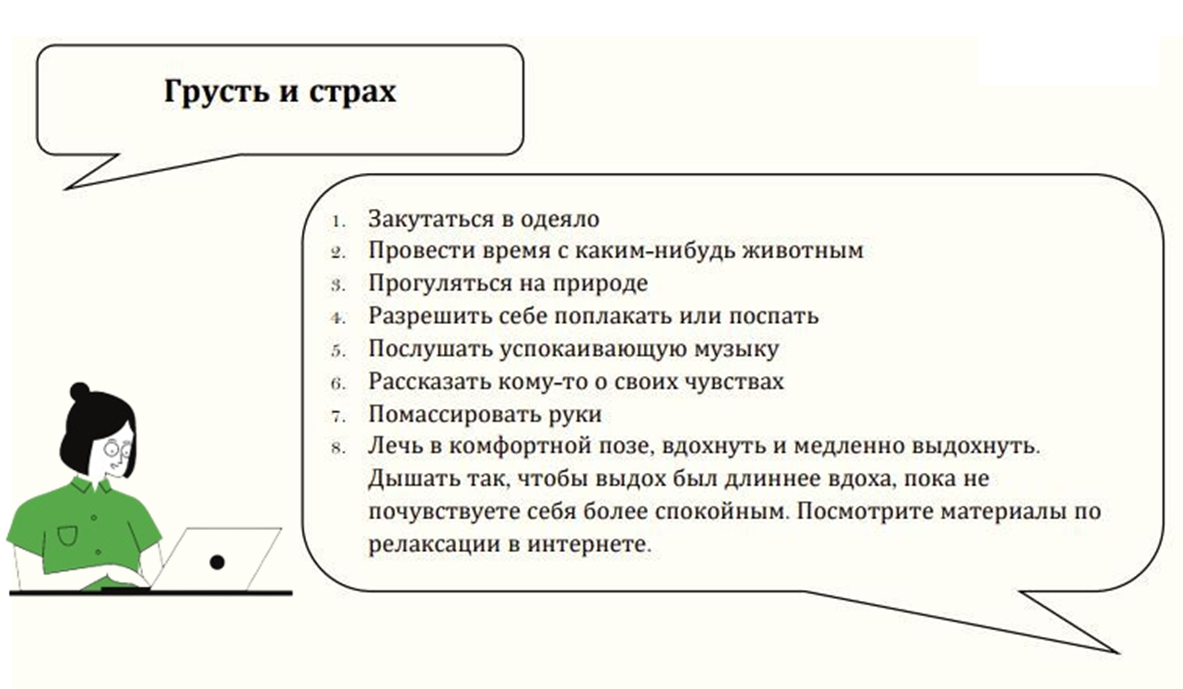 Грусть и страх
1. Закутаться в одеяло
2. Провести время с каким-нибудь животным
3. Прогуляться на природе
4. Разрешить себе поплакать или поспать
5. Послушать успокаивающую музыку
6. Рассказать кому-то о своих чувствах
7. Помассировать руки
8. Лечь в комфортной позе, вдохнуть и медленно выдохнуть.
Дышать так, чтобы выдох был длиннее вдоха, пока не
почувствуете себя более спокойным. Посмотрите материалы по
релаксации в интернете.